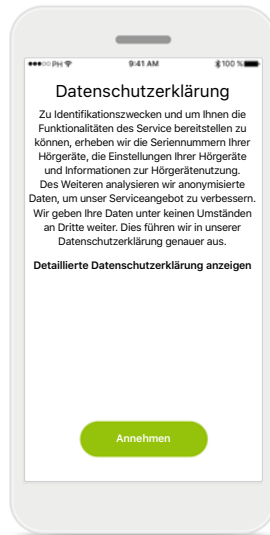 ●●●○○ PH 9:41 AM 100 %
Datenschutzerklärung
Zu Identifikationszwecken und um Ihnen die
Funktionalitäten des Service bereitstellen zu
können, erheben wir die Seriennummern Ihrer
Hörgeräte, die Einstellungen Ihrer Hörgeräte
und Informationen zur Hörgerätenutzung.
Des Weiteren analysieren wir anonymisierte
Daten, um unser Serviceangebot zu verbessern.
Wir geben Ihre Daten unter keinen Umständen
an Dritte weiter. Dies führen wir in unserer
Datenschutzerklärung genauer aus.
Detaillierte Datenschutzerklärung anzeigen
Annehmen